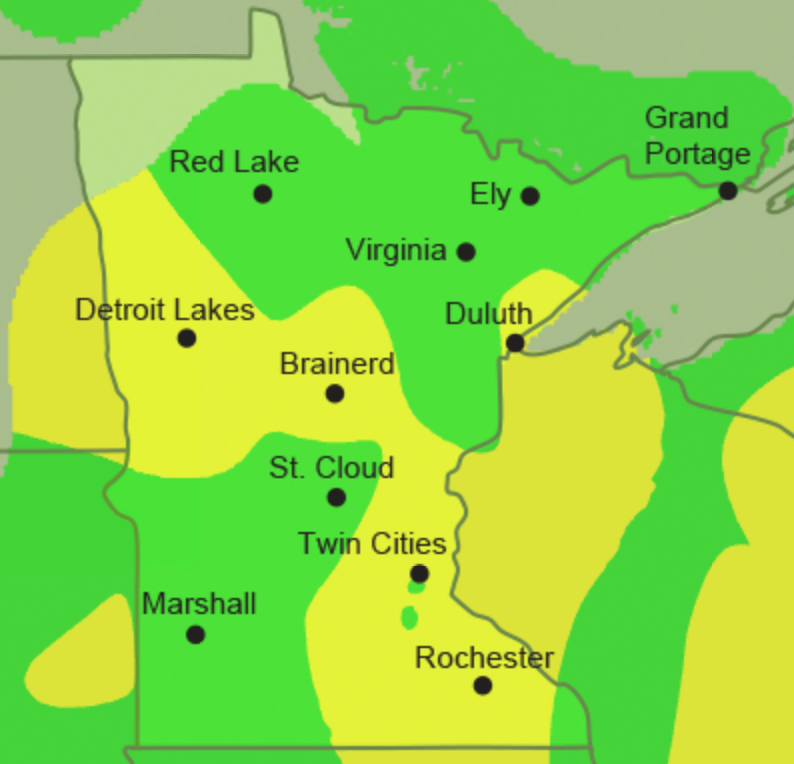 Grand
Portage
Red Lake
Ely
Virginia
Detroit Lakes
Duluth
Brainerd
St. Cloud
Twin Cities
Marshall
Rochester